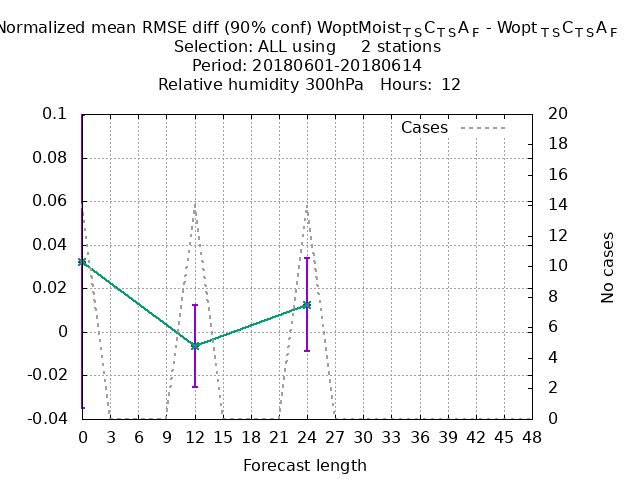 Normalized mean RMSE diff (90% conf) WoptMoist_T_SC_T_SA_F - Wopt_T_SC_T_SA_F
Selection: ALL using 2 stations
Period: 20180601-20180614
Relative humidity 300hPa Hours: 12
Cases
0.1
0.08
0.06
0.04
0.02
0
-0.02
-0.04
20
18
16
14
12
10
8
6
4
2
0
No cases
0 3 6 9 12 15 18 21 24 27 30 33 36 39 42 45 48
Forecast length